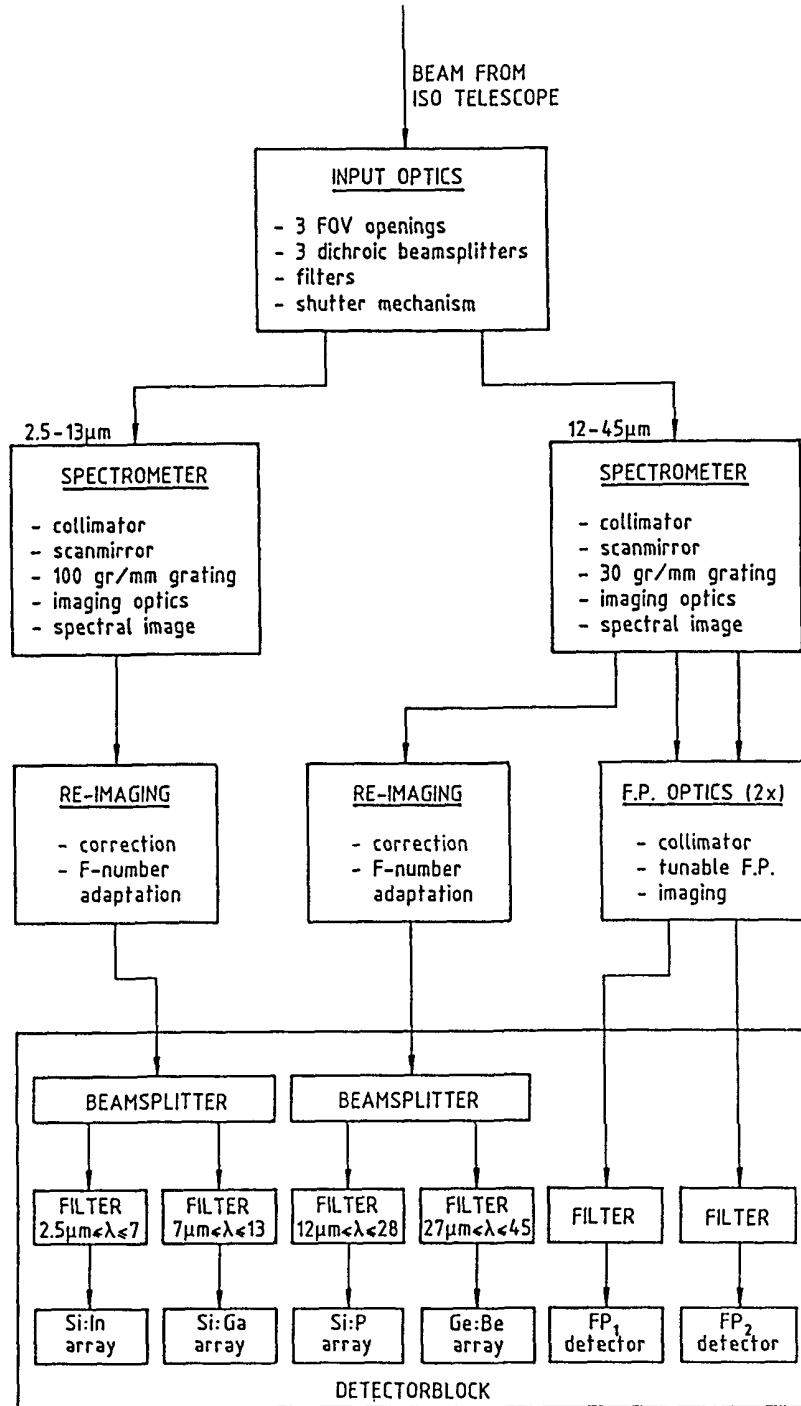 BEAM FROM
ISO TELESCOPE
INPUT OPTICS
- 3 FOV openings
- 3 dichroic beamsplitters
- filters
- shutter mechanism
2.5-13µm
SPECTROMETER
- collimator
- scanmirror
- 100 gr/mm grating
- imaging optics
- spectral image
12-45µm
SPECTROMETER
- collimator
- scanmirror
- 30 gr/mm grating
- imaging optics
- spectral image
RE-IMAGING
- correction
- F-number
adaptation
RE-IMAGING
- correction
- F-number
adaptation
F.P. OPTICS (2x)
- collimator
- tunable F.P.
- imaging
BEAMSPLITTER
BEAMSPLITTER
FILTER
2.5µm⩽λ⩽7
FILTER
7µm⩽λ⩽13
FILTER
12µm⩽λ⩽28
FILTER
27µm⩽λ⩽45
FILTER
FILTER
Si:In
array
Si:Ga
array
Si:P
array
Ge:Be
array
FP₁
detector
FP₂
detector
DETECTORBLOCK